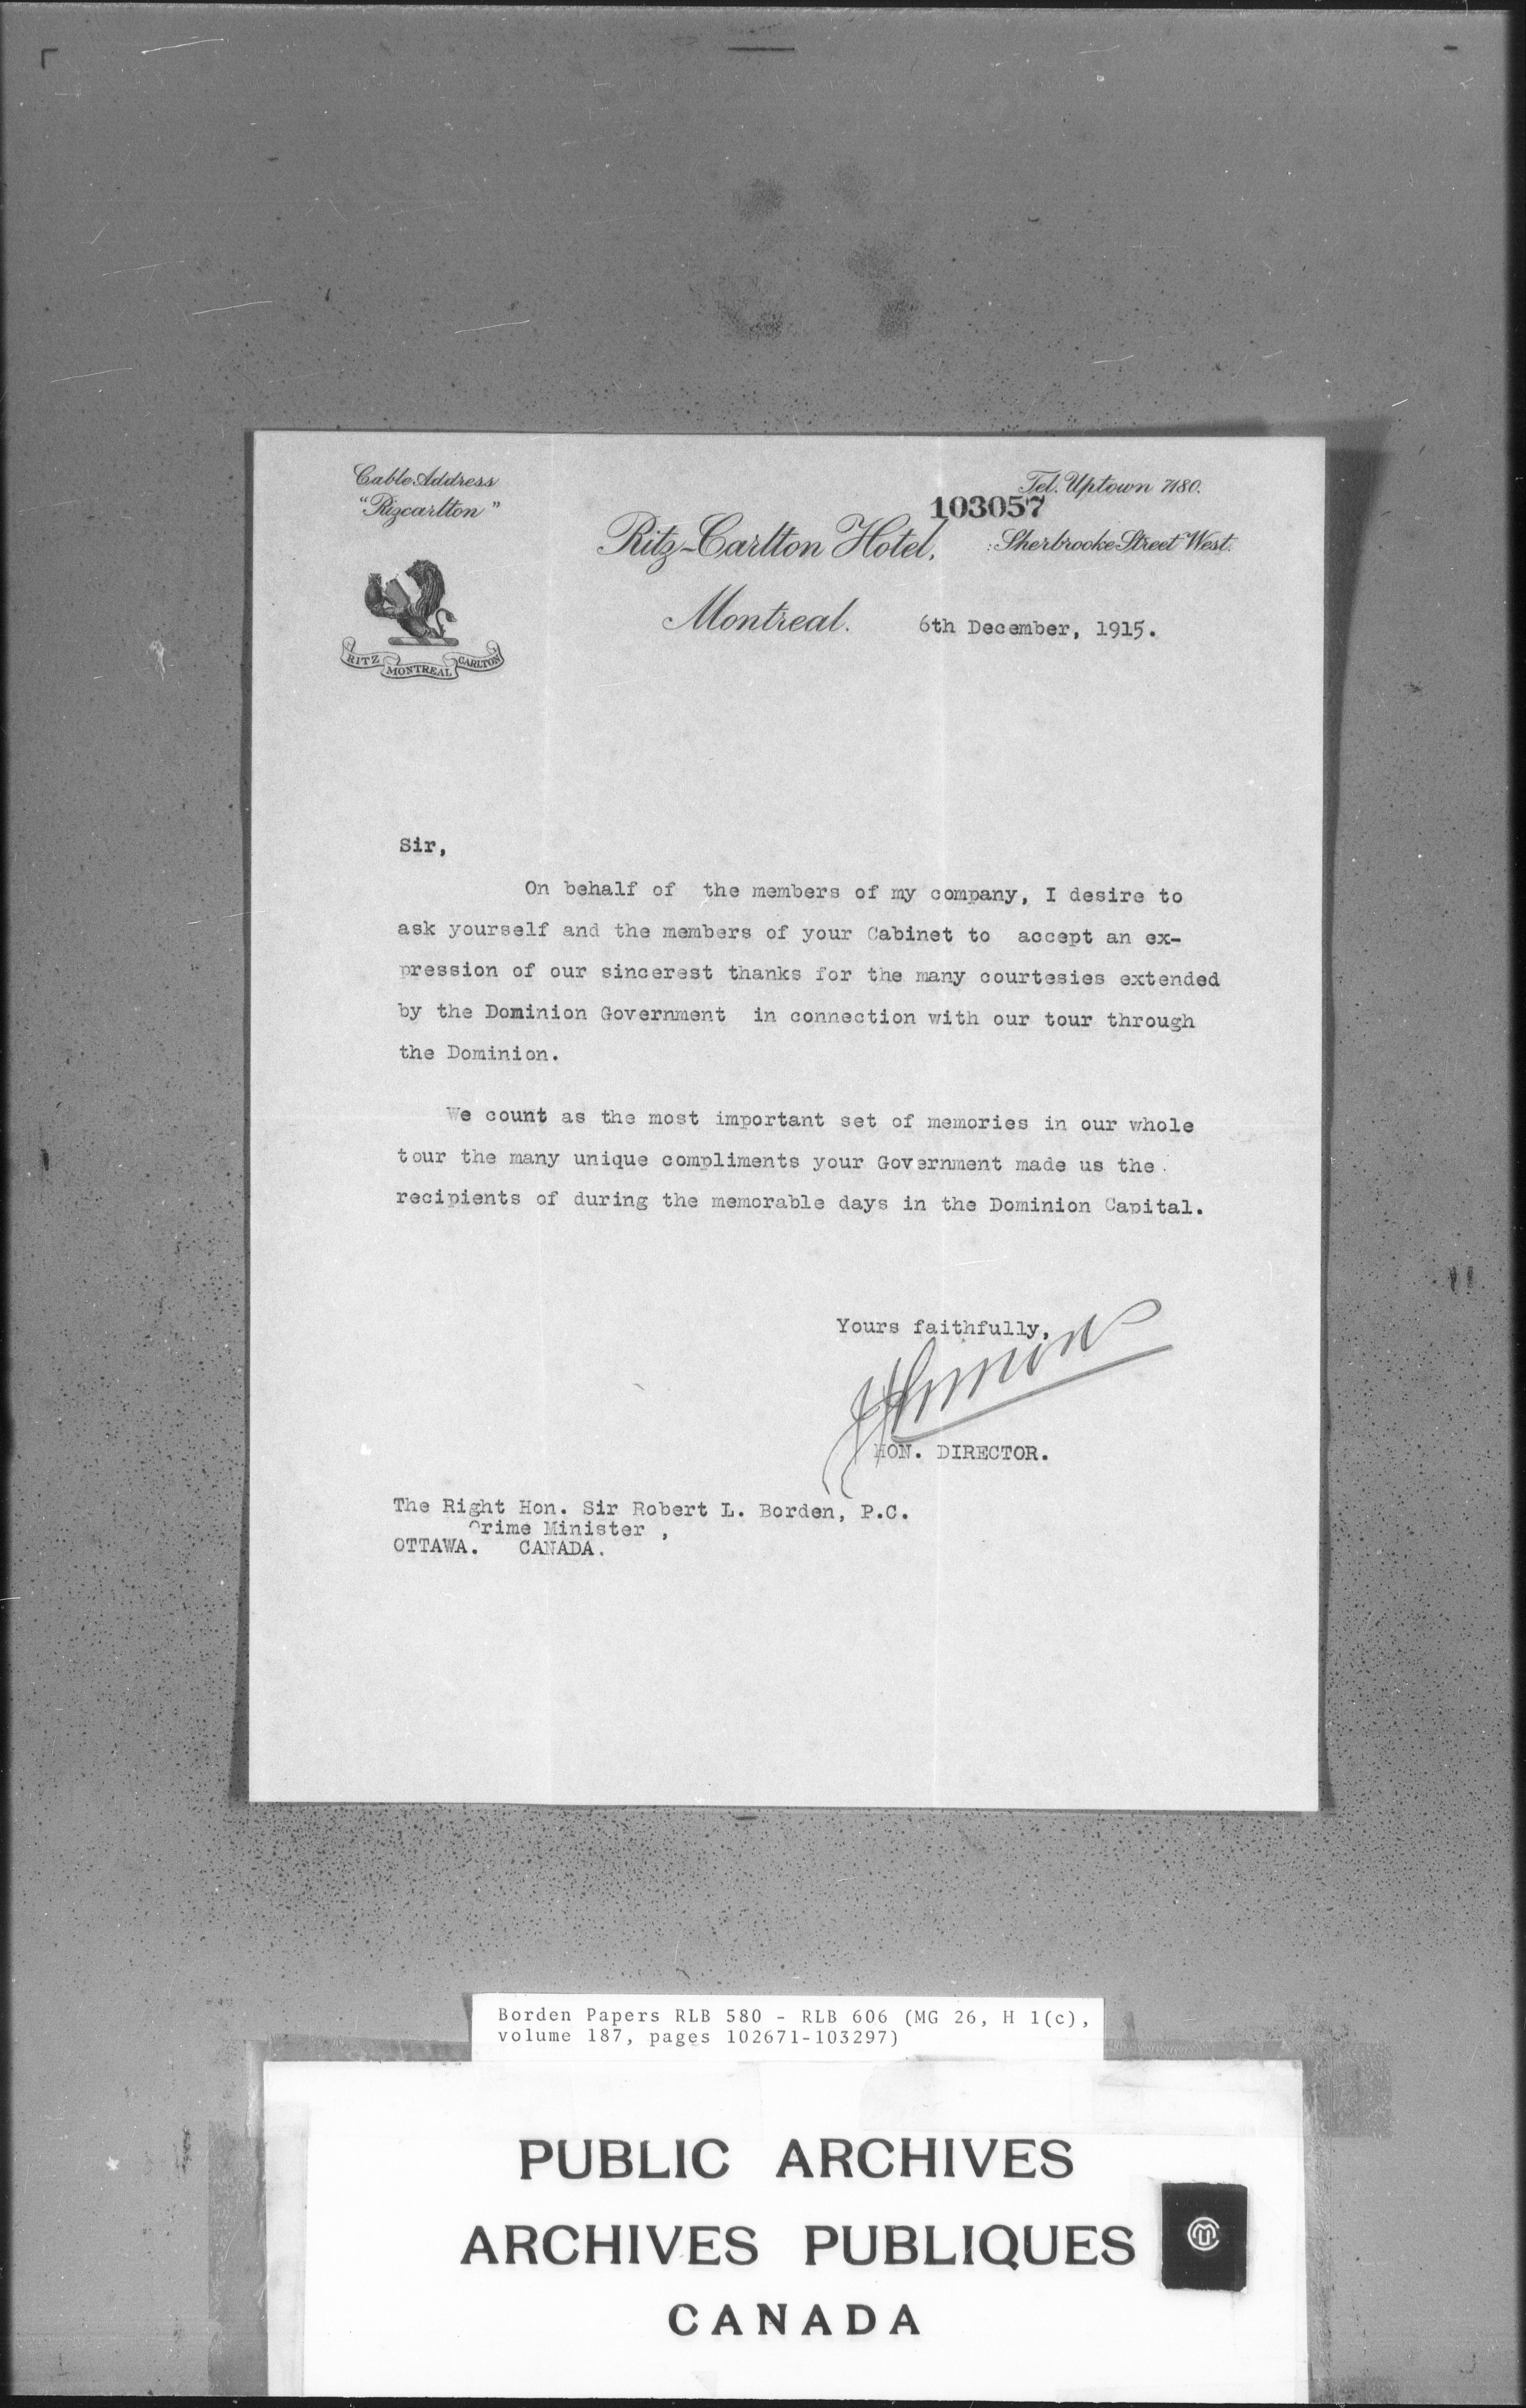 Cable Address
"Rizcarlton"
Tel. Uptown 7180.
103057
Ritz-Carlton Hotel,
Sherbrooke Street West.
Montreal.
6th December, 1915.
RITZ MONTREAL CARLTON
Sir,
On behalf of the members of my company, I desire to
ask yourself and the members of your Cabinet to accept an ex-
pression of our sincerest thanks for the many courtesies extended
by the Dominion Government in connection with our tour through
the Dominion.
We count as the most important set of memories in our whole
tour the many unique compliments your Government made us the
recipients of during the memorable days in the Dominion Capital.
Yours faithfully,
HON. DIRECTOR.
The Right Hon. Sir Robert L. Borden, P.C.
Prime Minister ,
OTTAWA. CANADA.
Borden Papers RLB 580 - RLB 606 (MG 26, H 1(c),
volume 187, pages 102671-103297)
PUBLIC ARCHIVES
ARCHIVES PUBLIQUES
CANADA